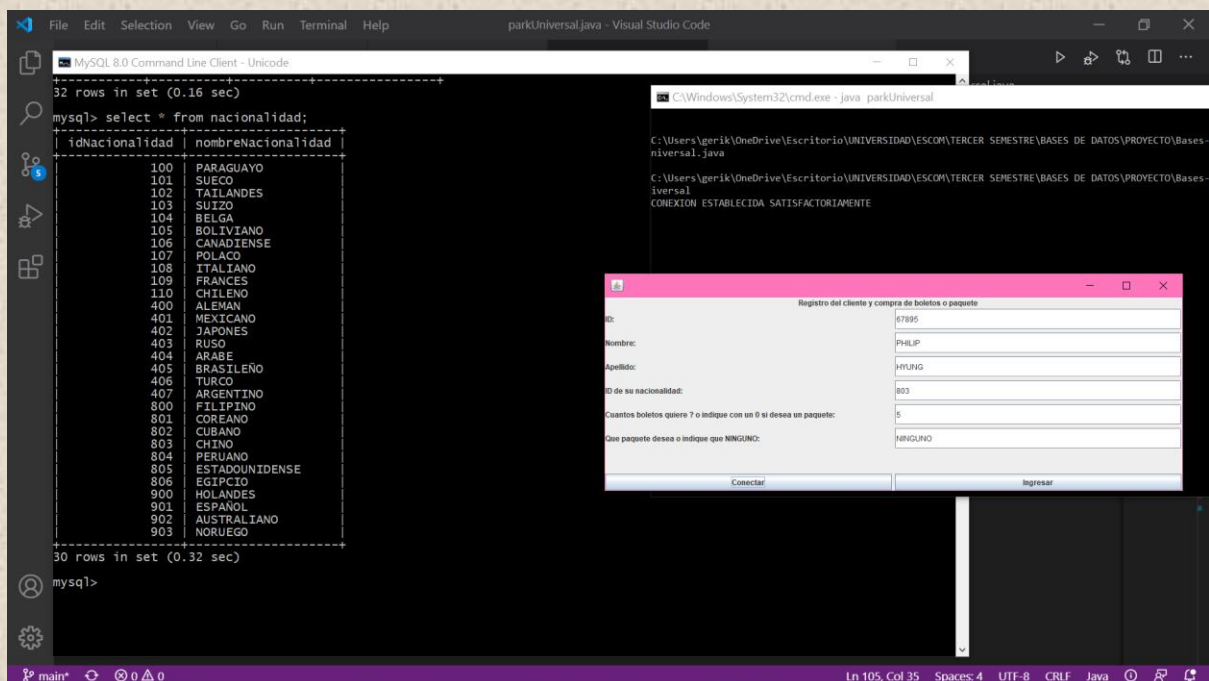 File Edit Selection View Go Run Terminal Help
parkUniversal.java - Visual Studio Code
MySQL 8.0 Command Line Client - Unicode
+-----------+----------+----------+----------+----------------+
32 rows in set (0.16 sec)
mysql> select * from nacionalidad;
+----------------+--------------------+
| idNacionalidad | nombreNacionalidad |
+----------------+--------------------+
| 100 | PARAGUAYO |
| 101 | SUECO |
| 102 | TAILANDES |
| 103 | SUIZO |
| 104 | BELGA |
| 105 | BOLIVIANO |
| 106 | CANADIENSE |
| 107 | POLACO |
| 108 | ITALIANO |
| 109 | FRANCES |
| 110 | CHILENO |
| 400 | ALEMAN |
| 401 | MEXICANO |
| 402 | JAPONES |
| 403 | RUSO |
| 404 | ARABE |
| 405 | BRASILEÑO |
| 406 | TURCO |
| 407 | ARGENTINO |
| 800 | FILIPINO |
| 801 | COREANO |
| 802 | CUBANO |
| 803 | CHINO |
| 804 | PERUANO |
| 805 | ESTADOUNIDENSE |
| 806 | EGIPCIO |
| 900 | HOLANDES |
| 901 | ESPAÑOL |
| 902 | AUSTRALIANO |
| 903 | NORUEGO |
+----------------+--------------------+
30 rows in set (0.32 sec)
mysql>
C:\Windows\System32\cmd.exe - java parkUniversal
C:\Users\gerik\OneDrive\Escritorio\UNIVERSIDAD\ESCOM\TERCER SEMESTRE\BASES DE DATOS\PROYECTO\Bases-
niversal.java
C:\Users\gerik\OneDrive\Escritorio\UNIVERSIDAD\ESCOM\TERCER SEMESTRE\BASES DE DATOS\PROYECTO\Bases-
iversal
CONEXION ESTABLECIDA SATISFACTORIAMENTE
Registro del cliente y compra de boletos o paquete
ID: 67895
Nombre: PHILIP
Apellido: HYUNG
ID de su nacionalidad: 803
Cuantos boletos quiere ? o indique con un 0 si desea un paquete: 5
Que paquete desea o indique que NINGUNO: NINGUNO
Conectar Ingresar
5
main* 0 0 Ln 105, Col 35 Spaces: 4 UTF-8 CRLF Java